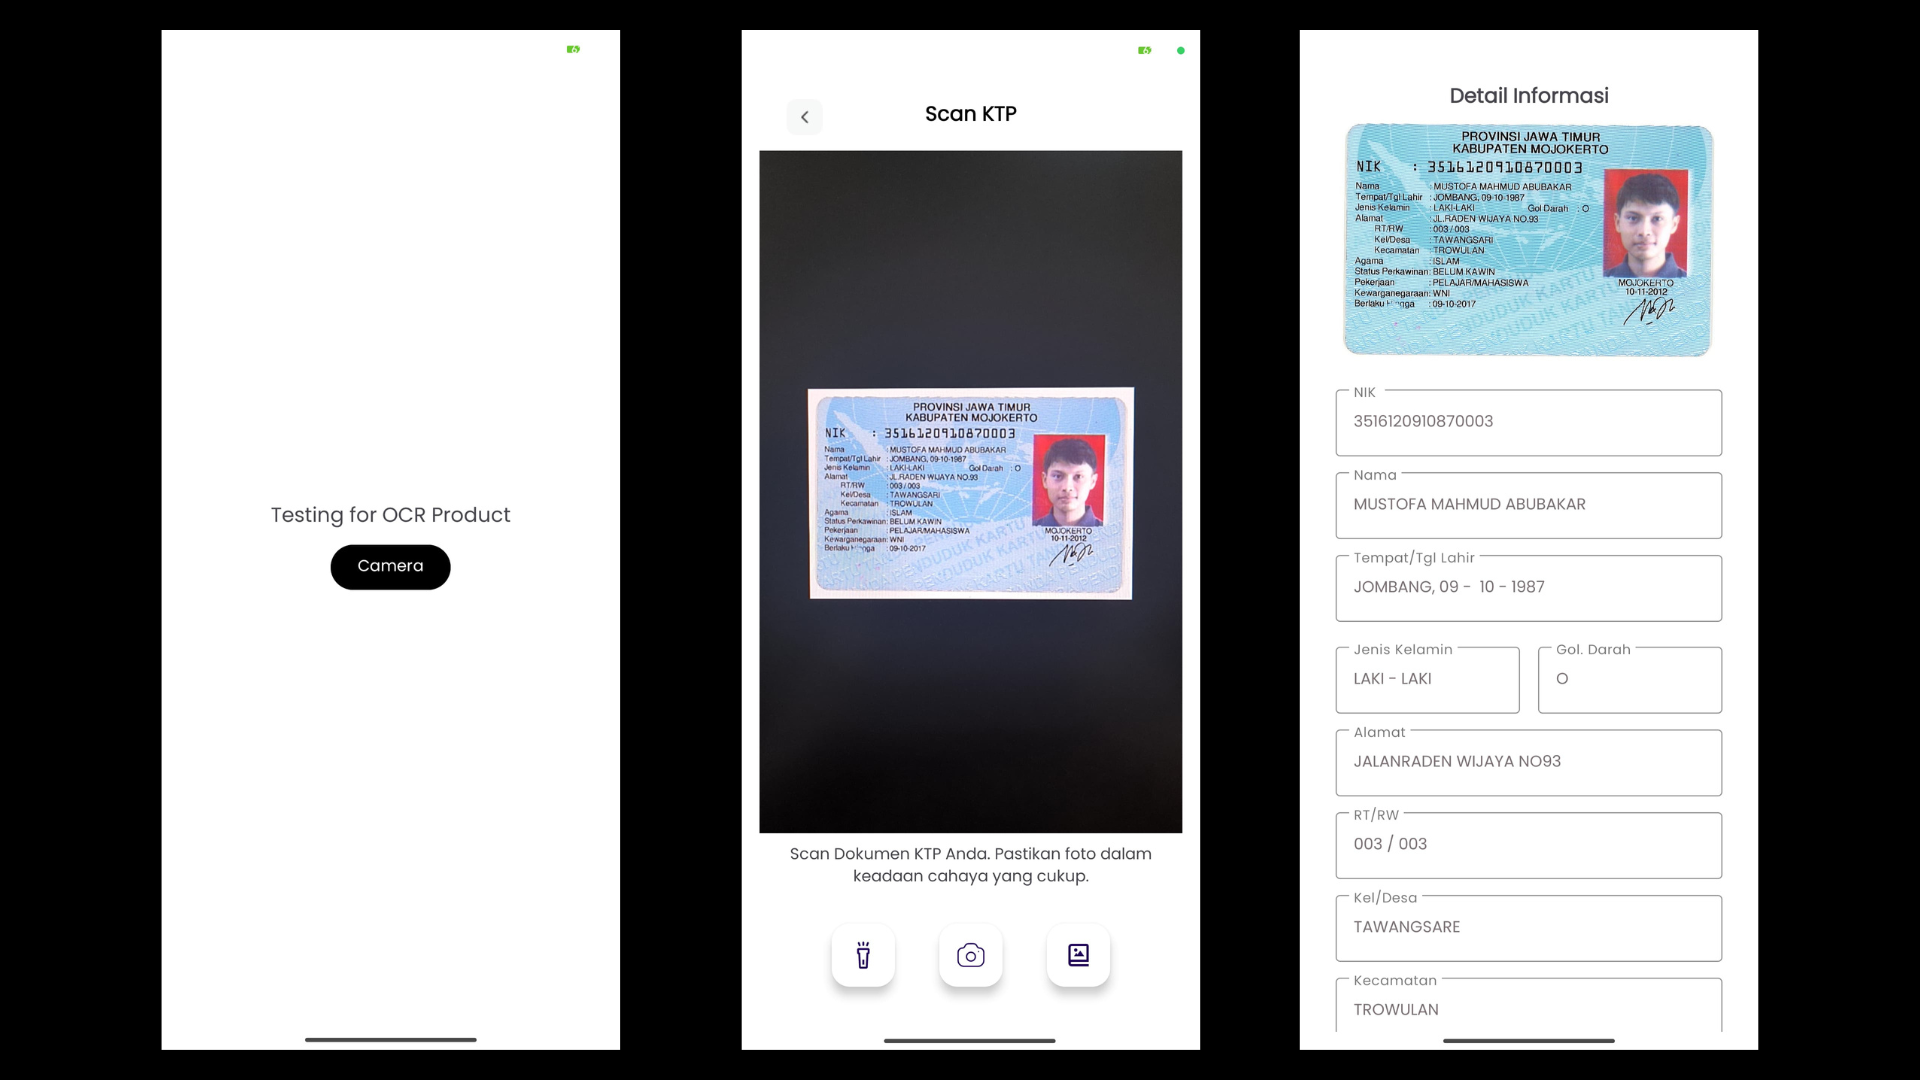 Testing for OCR Product
Camera
Scan KTP
PROVINSI JAWA TIMUR
KABUPATEN MOJOKERTO
NIK : 3516120910870003
Nama : MUSTOFA MAHMUD ABUBAKAR
Tempat/Tgl Lahir : JOMBANG, 09-10-1987
Jenis Kelamin : LAKI-LAKI Gol Darah : O
Alamat : JL.RADEN WIJAYA NO.93
RT/RW : 003 / 003
Kel/Desa : TAWANGSARI
Kecamatan : TROWULAN
Agama : ISLAM
Status Perkawinan: BELUM KAWIN
Pekerjaan : PELAJAR/MAHASISWA
Kewarganegaraan: WNI
Berlaku : 09-10-2017
MOJOKERTO
10-11-2012
Scan Dokumen KTP Anda. Pastikan foto dalam
keadaan cahaya yang cukup.
Detail Informasi
PROVINSI JAWA TIMUR
KABUPATEN MOJOKERTO
NIK : 3516120910870003
Nama : MUSTOFA MAHMUD ABUBAKAR
Tempat/Tgl Lahir : JOMBANG, 09-10-1987
Jenis Kelamin : LAKI-LAKI Gol Darah : O
Alamat : JL.RADEN WIJAYA NO.93
RT/RW : 003 / 003
Kel/Desa : TAWANGSARI
Kecamatan : TROWULAN
Agama : ISLAM
Status Perkawinan: BELUM KAWIN
Pekerjaan : PELAJAR/MAHASISWA
Kewarganegaraan: WNI
Berlaku : 09-10-2017
MOJOKERTO
10-11-2012
NIK
3516120910870003
Nama
MUSTOFA MAHMUD ABUBAKAR
Tempat/Tgl Lahir
JOMBANG, 09 - 10 - 1987
Jenis Kelamin
LAKI - LAKI
Gol. Darah
O
Alamat
JALANRADEN WIJAYA NO93
RT/RW
003 / 003
Kel/Desa
TAWANGSARE
Kecamatan
TROWULAN